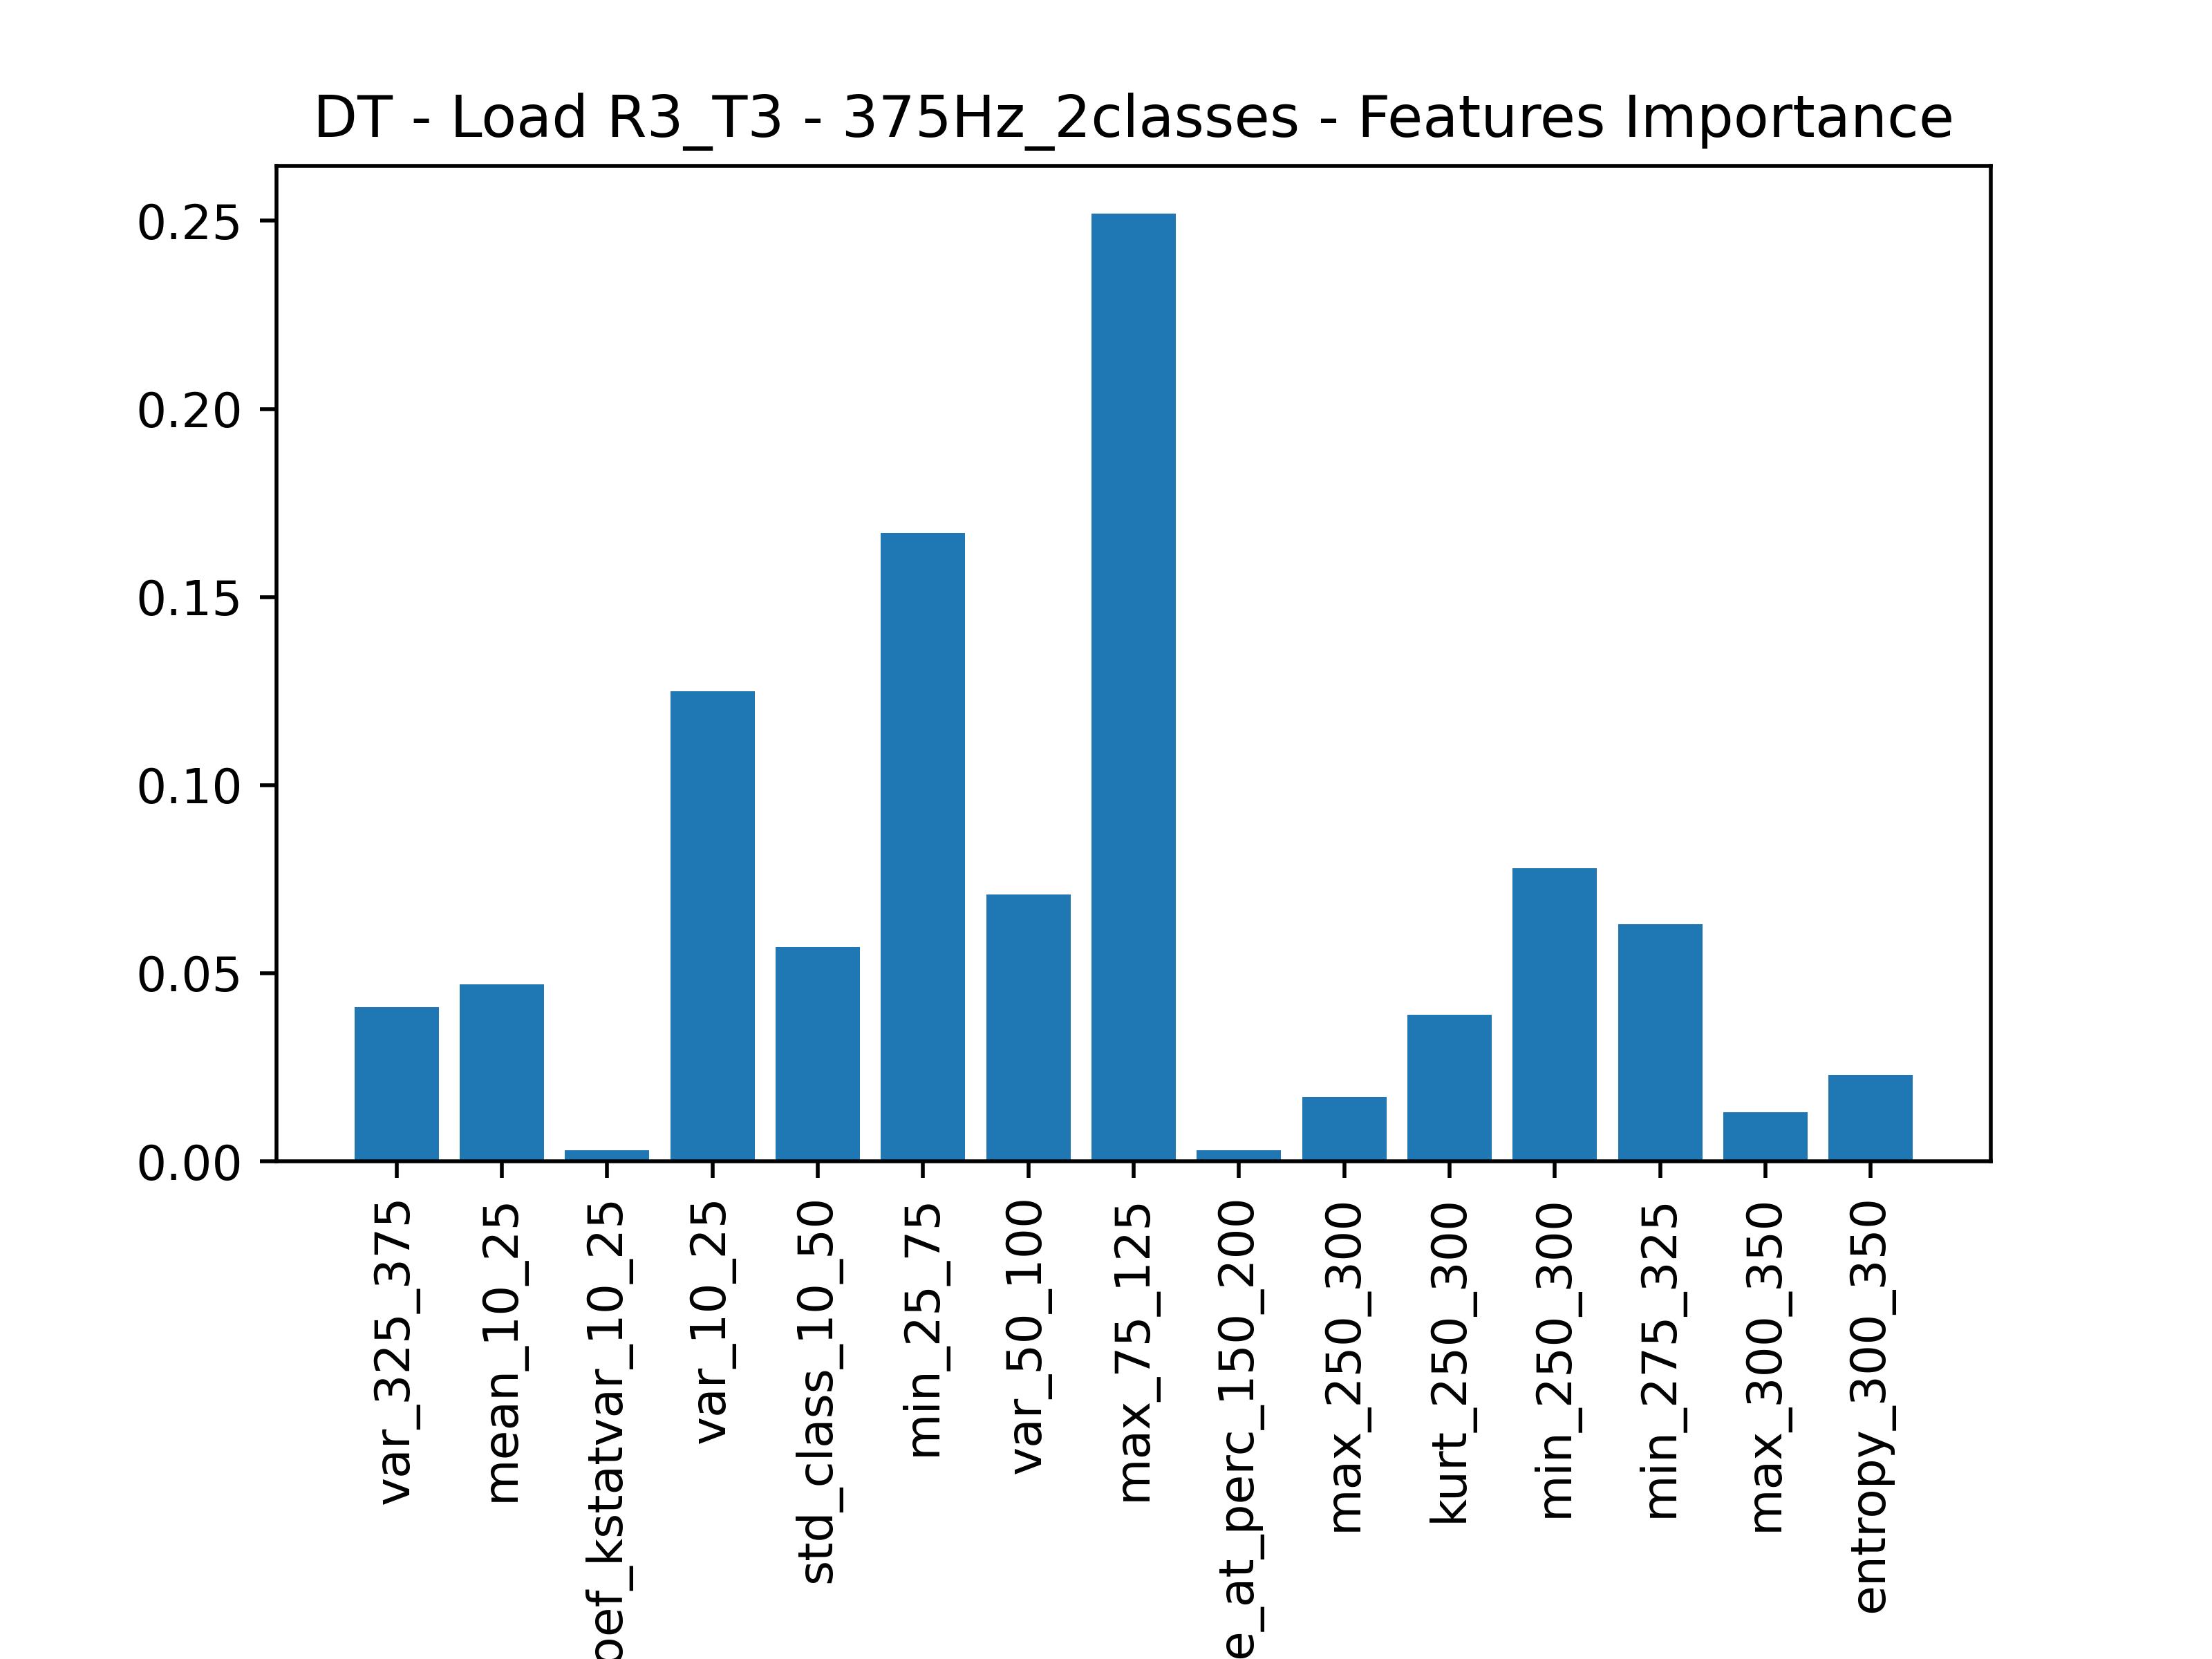 DT - Load R3_T3 - 375Hz_2classes - Features Importance
0.25
0.20
0.15
0.10
0.05
0.00
var_325_375
mean_10_25
oef_kstatvar_10_25
var_10_25
std_class_10_50
min_25_75
var_50_100
max_75_125
e_at_perc_150_200
max_250_300
kurt_250_300
min_250_300
min_275_325
max_300_350
entropy_300_350